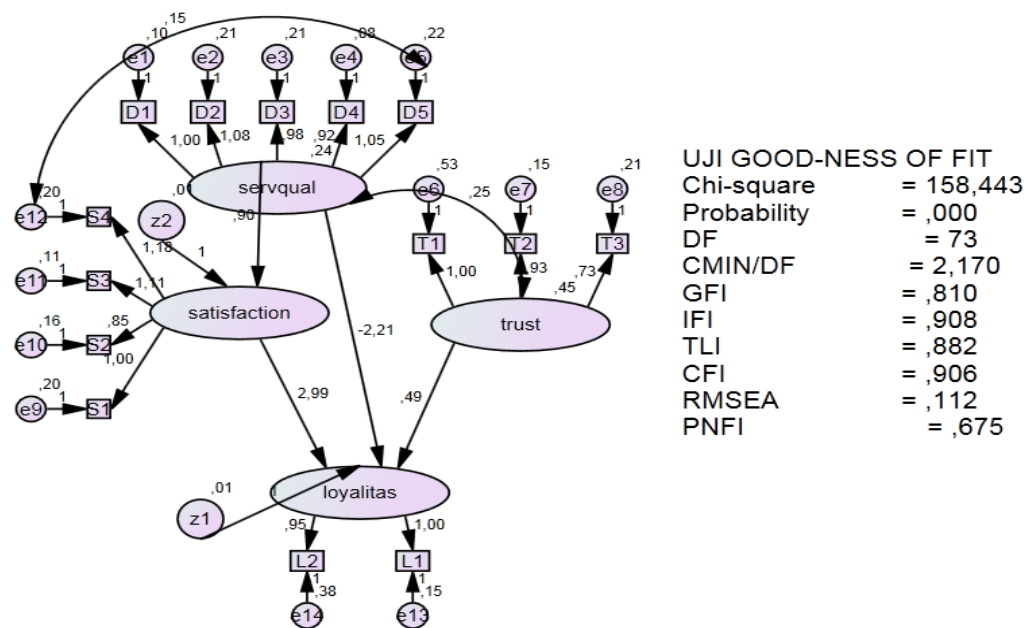 ,15
,10 ,21 ,21 ,08 ,22
e1 e2 e3 e4 e5
1 1 1 1 1
D1 D2 D3 D4 D5
1,00 1,08 ,98 ,92 1,05
,24
servqual
,01
,90
,53 ,15 ,21
,25
e6 e7 e8
1 1 1
T1 T2 T3
1,00 ,93 ,73
,45
trust
,20
e12 1 S4
z2
1
1,18
,11
e11 1 S3
1,11
satisfaction
,16
e10 1 S2
,85
1,00
,20
e9 1 S1
-2,21
2,99
,49
loyalitas
,01
z1
1
,95 1,00
L2 L1
1 1
,38 ,15
e14 e13
UJI GOOD-NESS OF FIT
Chi-square = 158,443
Probability = ,000
DF = 73
CMIN/DF = 2,170
GFI = ,810
IFI = ,908
TLI = ,882
CFI = ,906
RMSEA = ,112
PNFI = ,675